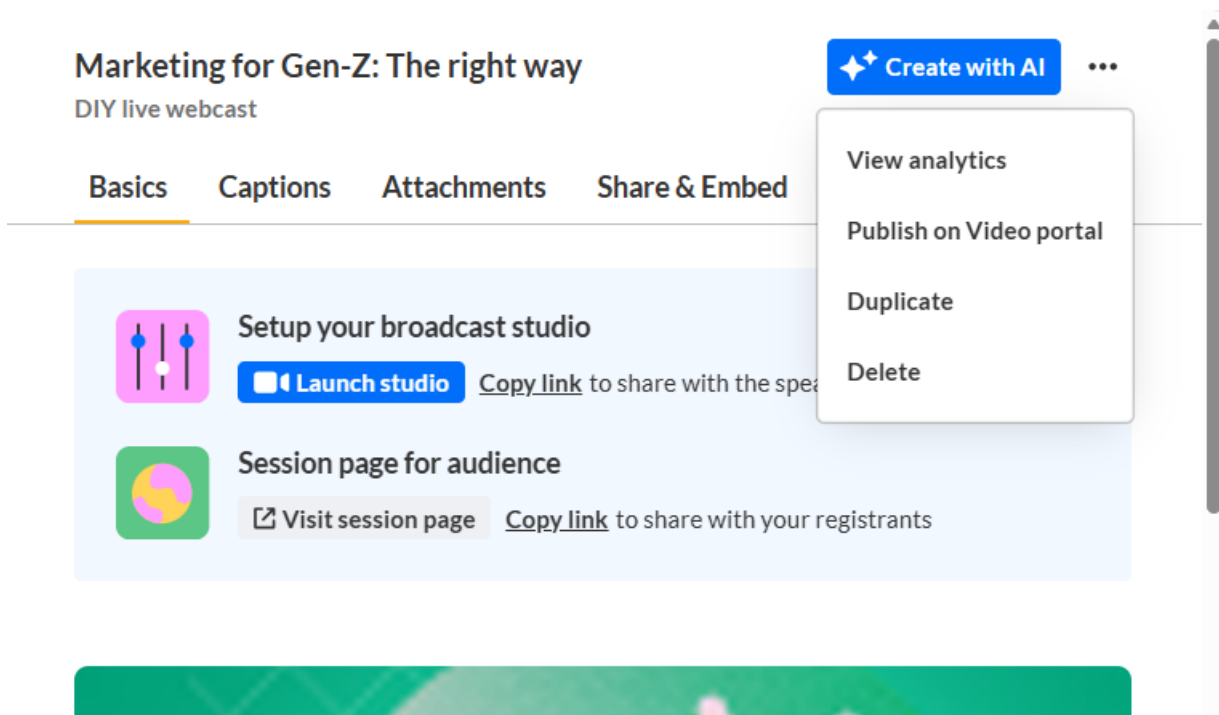 Marketing for Gen-Z: The right way
Create with AI
DIY live webcast
View analytics
Publish on Video portal
Duplicate
Delete
Basics
Captions
Attachments
Share & Embed
Setup your broadcast studio
Launch studio
Copy link to share with the
Session page for audience
Visit session page
Copy link to share with your registrants